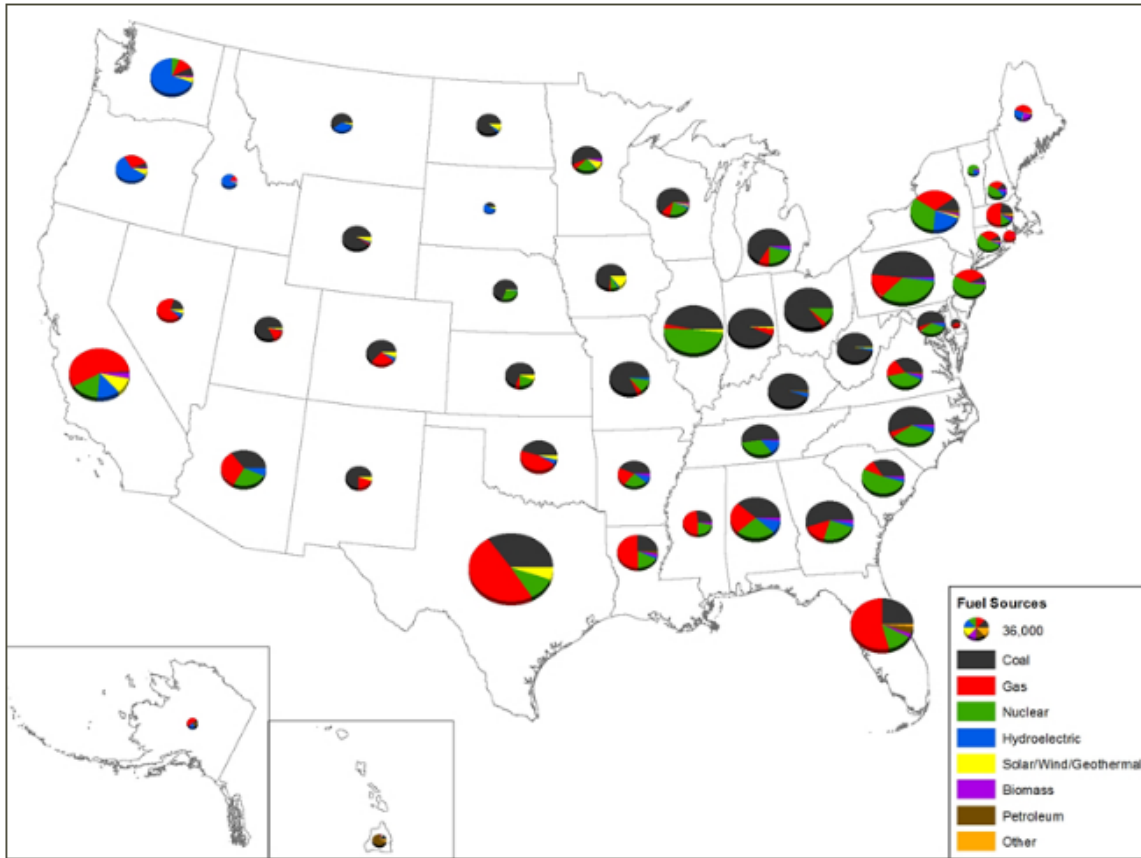 Fuel Sources
36,000
Coal
Gas
Nuclear
Hydroelectric
Solar/Wind/Geothermal
Biomass
Petroleum
Other